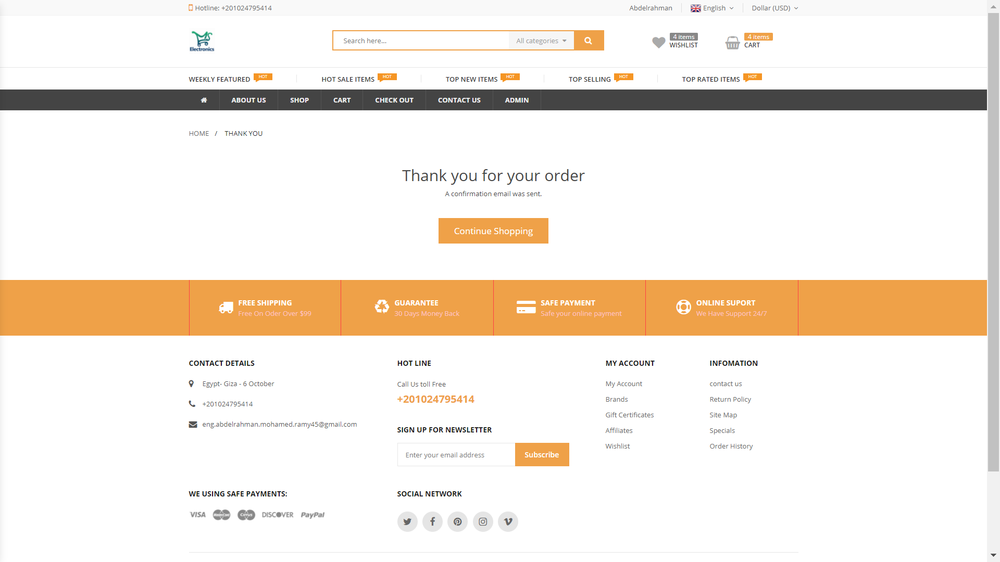 Hotline: +201024795414
Abdelrahman
English
Dollar (USD)
Electronics
Search here...
All categories
4 items
WISHLIST
4 items
CART
WEEKLY FEATURED HOT
HOT SALE ITEMS HOT
TOP NEW ITEMS HOT
TOP SELLING HOT
TOP RATED ITEMS HOT
ABOUT US
SHOP
CART
CHECK OUT
CONTACT US
ADMIN
HOME / THANK YOU
Thank you for your order
A confirmation email was sent.
Continue Shopping
FREE SHIPPING
Free On Oder Over $99
GUARANTEE
30 Days Money Back
SAFE PAYMENT
Safe your online payment
ONLINE SUPORT
We Have Support 24/7
CONTACT DETAILS
Egypt- Giza - 6 October
+201024795414
eng.abdelrahman.mohamed.ramy45@gmail.com
HOT LINE
Call Us toll Free
+201024795414
SIGN UP FOR NEWSLETTER
Enter your email address
Subscribe
MY ACCOUNT
My Account
Brands
Gift Certificates
Affiliates
Wishlist
INFOMATION
contact us
Return Policy
Site Map
Specials
Order History
WE USING SAFE PAYMENTS:
VISA MasterCard Cirrus DISCOVER PayPal
SOCIAL NETWORK